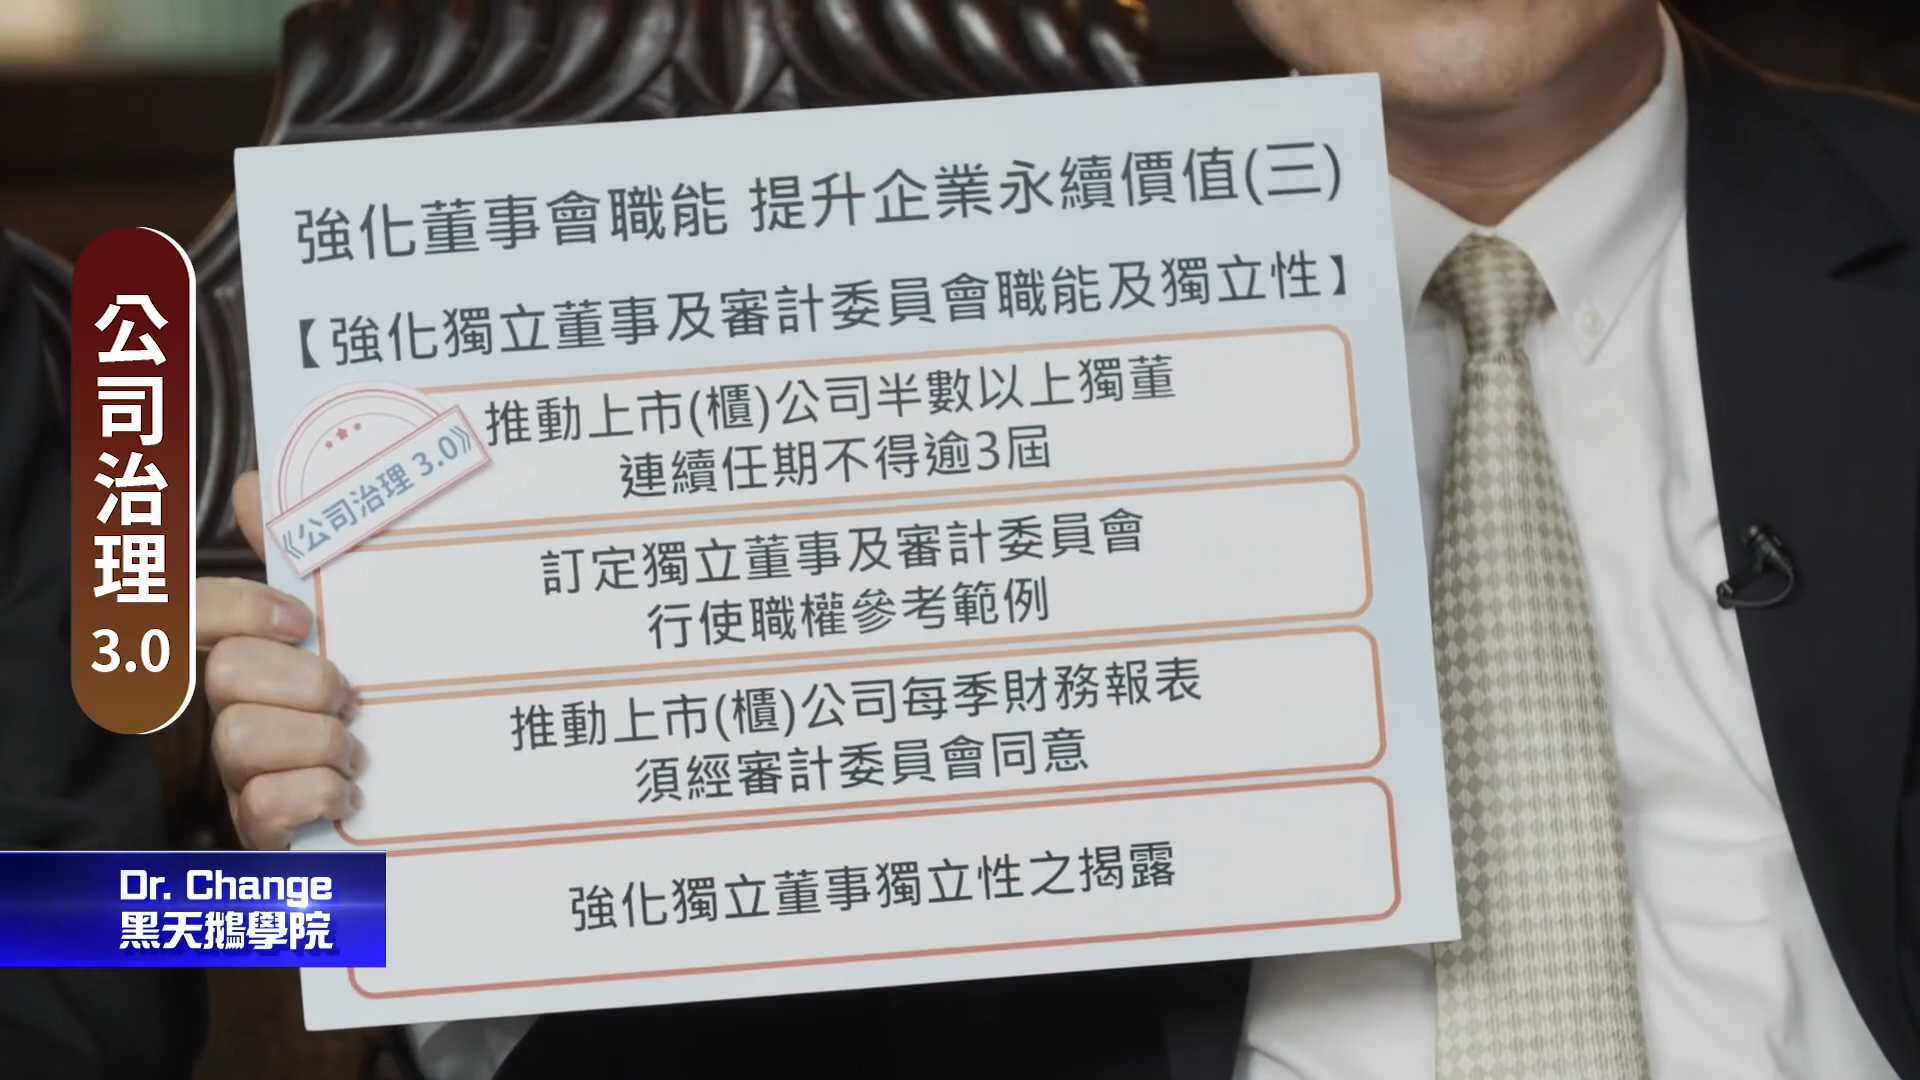 強化董事會職能 提升企業永續價值(三)
【強化獨立董事及審計委員會職能及獨立性】
推動上市(櫃)公司半數以上獨董
連續任期不得逾3屆
《公司治理 3.0》
訂定獨立董事及審計委員會
行使職權參考範例
推動上市(櫃)公司每季財務報表
須經審計委員會同意
強化獨立董事獨立性之揭露
公司治理
3.0
Dr. Change
黑天鵝學院